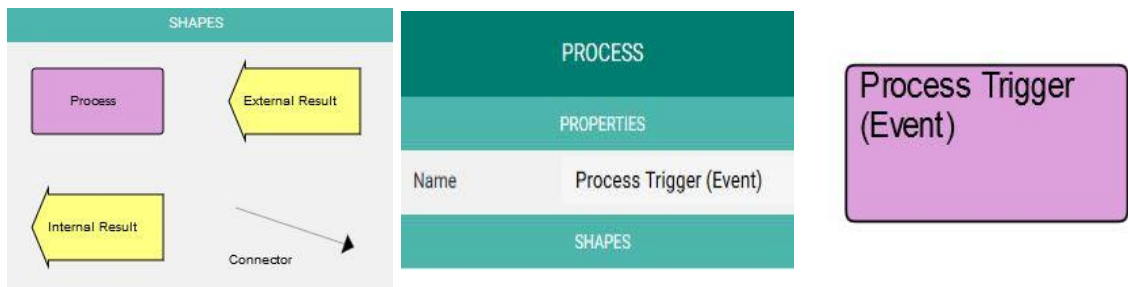 SHAPES
Process
External Result
Internal Result
Connector
PROCESS
PROPERTIES
Name Process Trigger (Event)
SHAPES
Process Trigger
(Event)